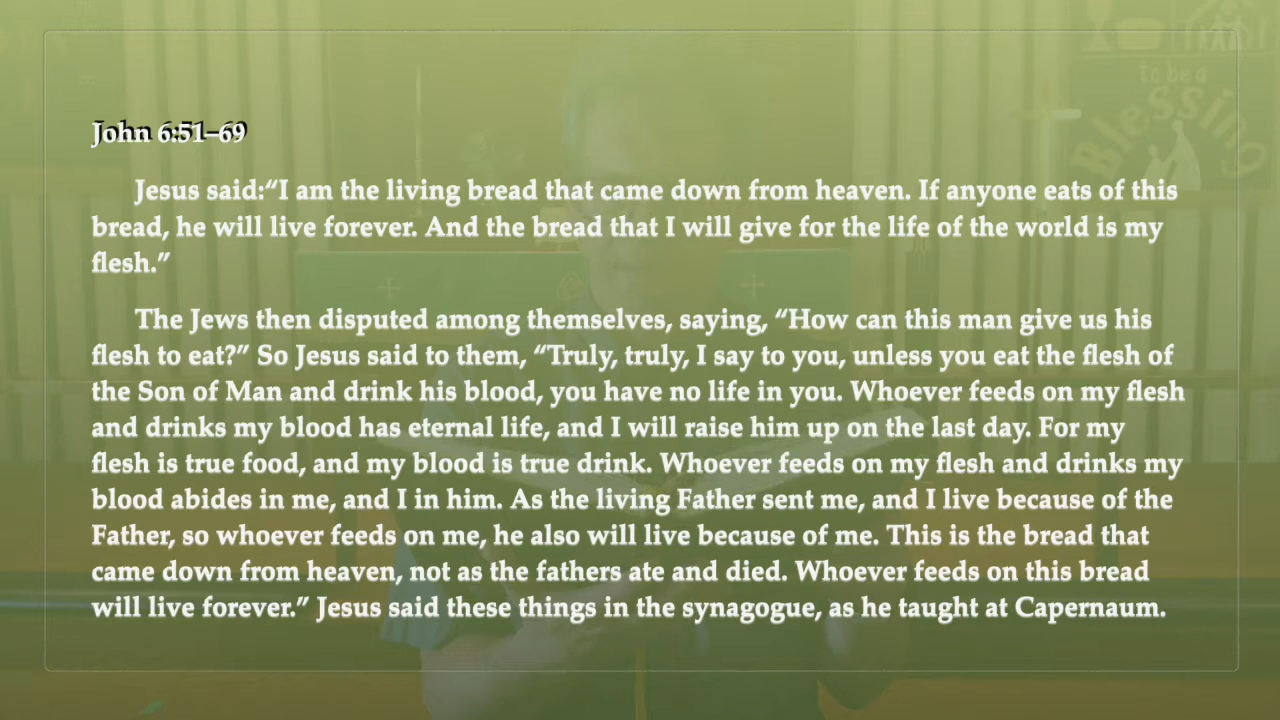 to be a
Blessing
John 6:51–69
Jesus said:“I am the living bread that came down from heaven. If anyone eats of this
bread, he will live forever. And the bread that I will give for the life of the world is my
flesh.”
The Jews then disputed among themselves, saying, “How can this man give us his
flesh to eat?” So Jesus said to them, “Truly, truly, I say to you, unless you eat the flesh of
the Son of Man and drink his blood, you have no life in you. Whoever feeds on my flesh
and drinks my blood has eternal life, and I will raise him up on the last day. For my
flesh is true food, and my blood is true drink. Whoever feeds on my flesh and drinks my
blood abides in me, and I in him. As the living Father sent me, and I live because of the
Father, so whoever feeds on me, he also will live because of me. This is the bread that
came down from heaven, not as the fathers ate and died. Whoever feeds on this bread
will live forever.” Jesus said these things in the synagogue, as he taught at Capernaum.